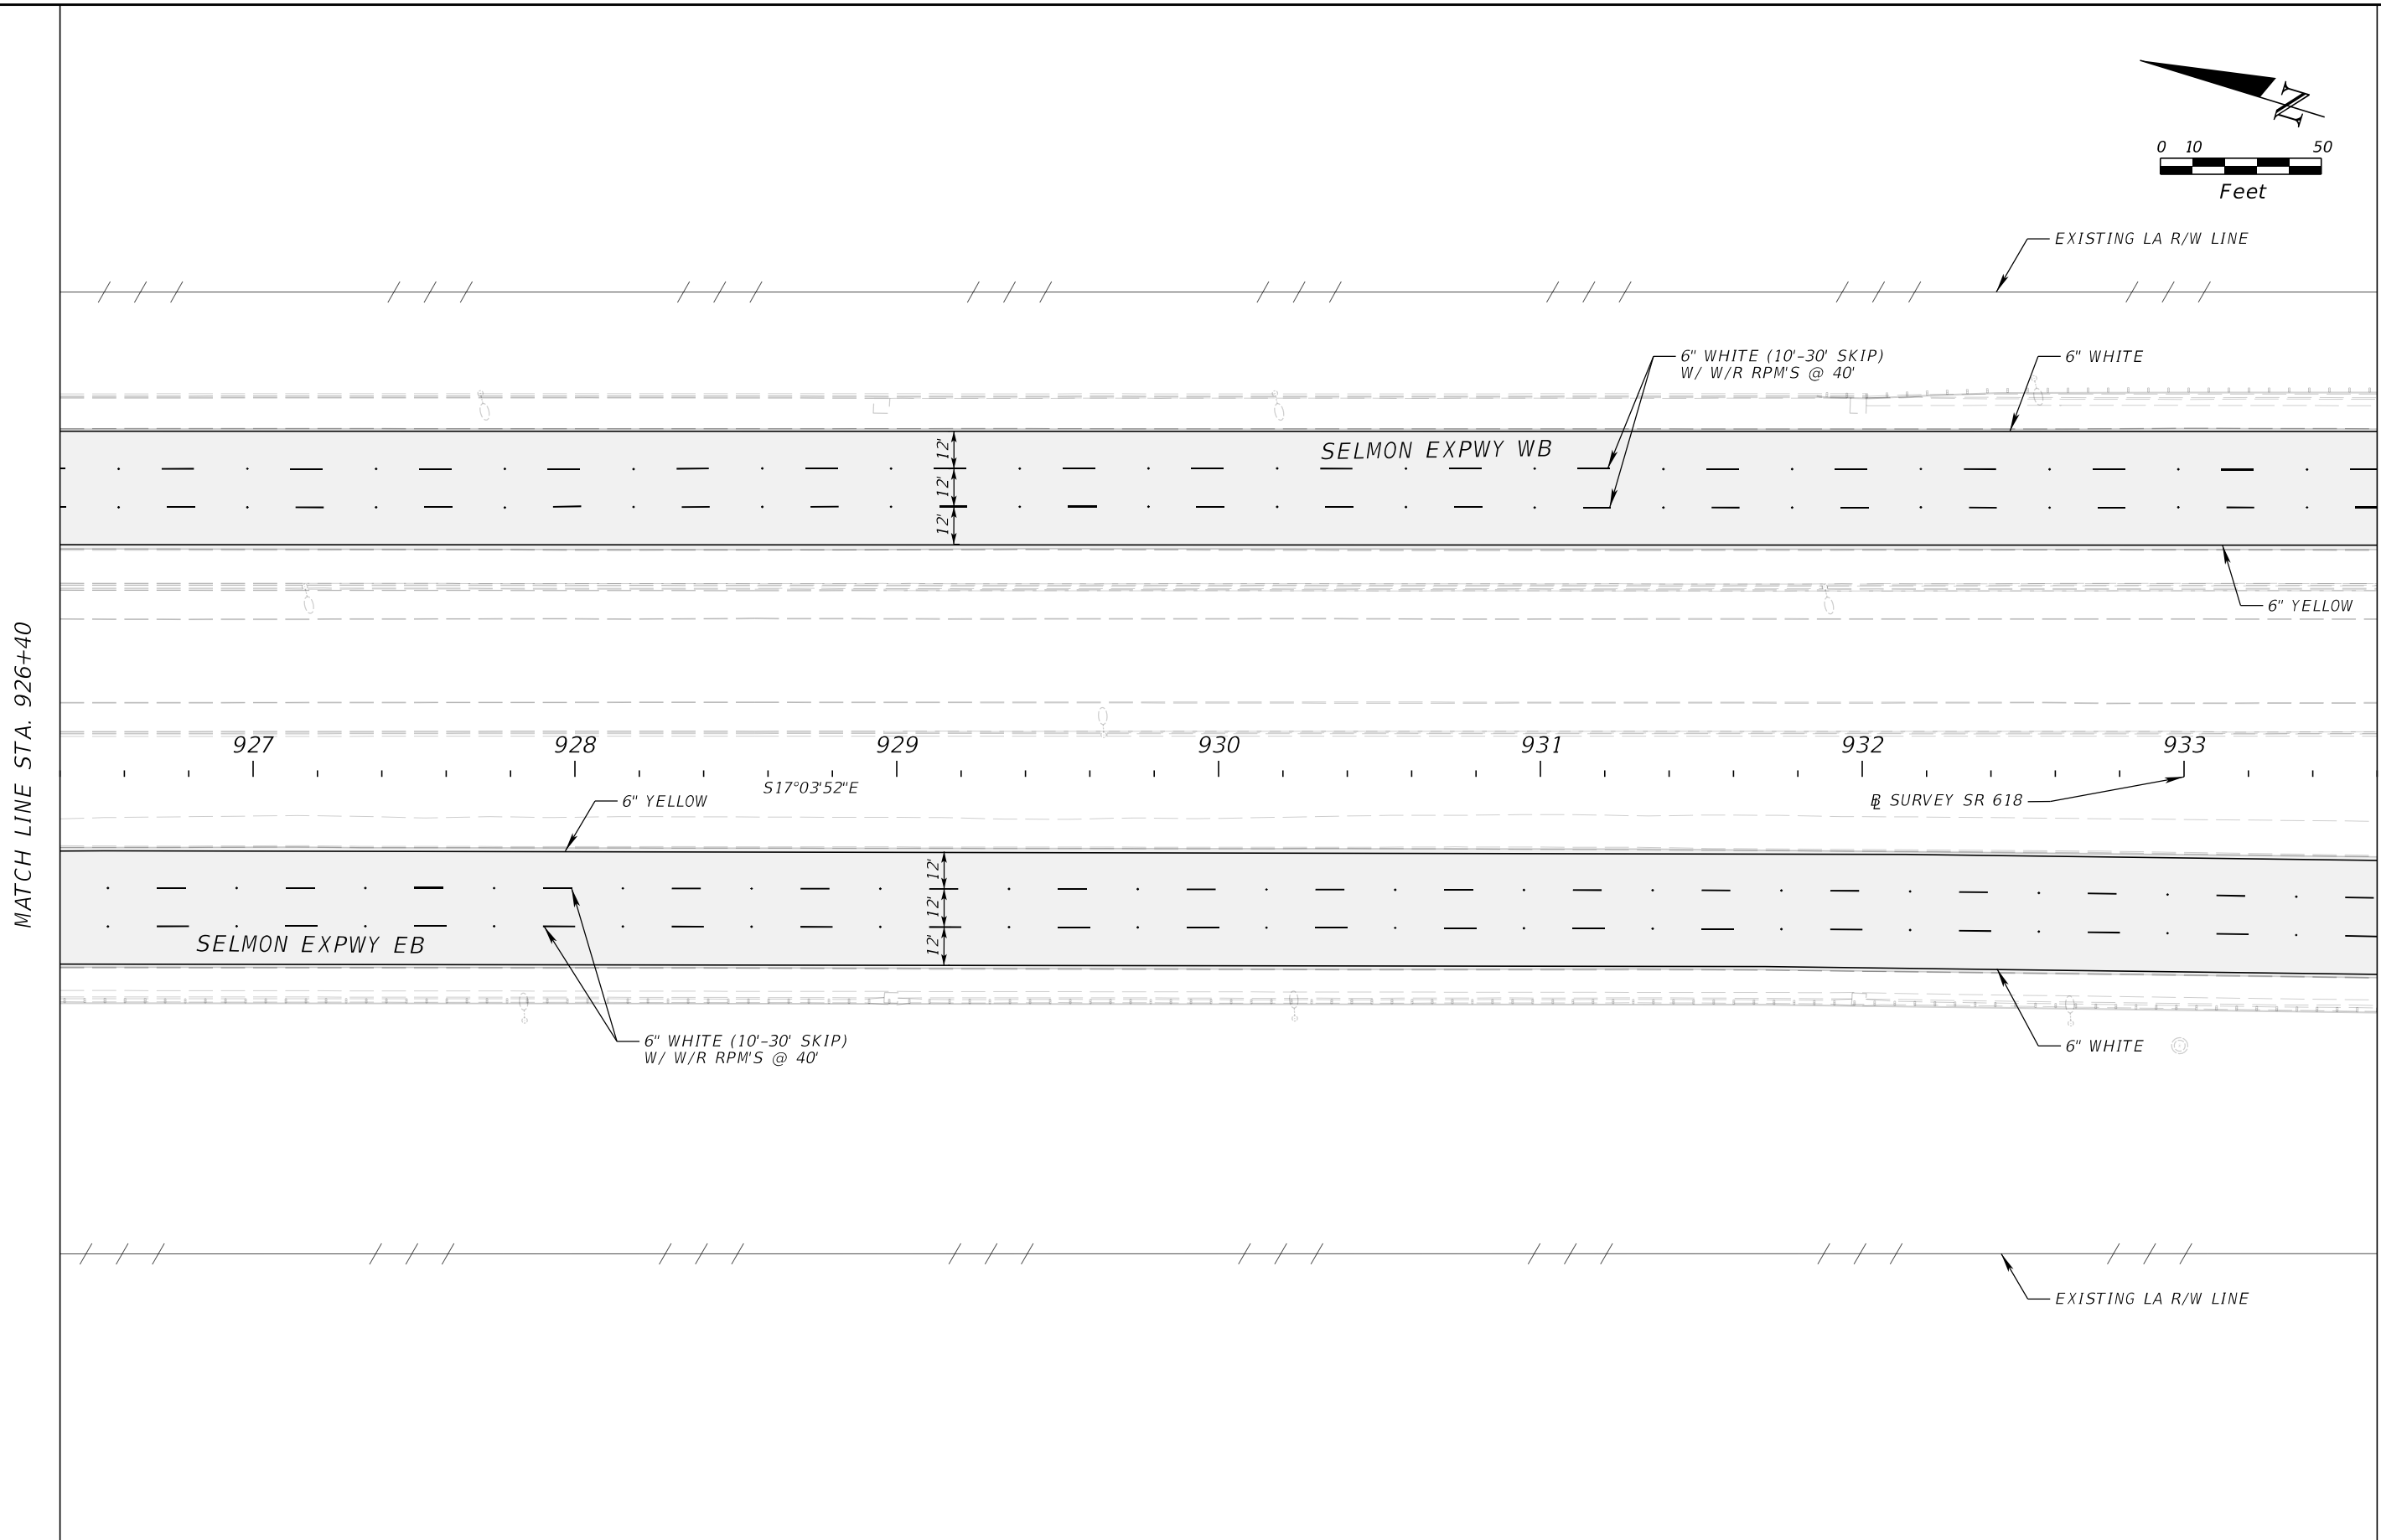 N
0 10 50
Feet
EXISTING LA R/W LINE
6" WHITE (10'-30' SKIP)
W/ W/R RPM'S @ 40'
6" WHITE
SELMON EXPWY WB
12'
12'
12'
6" YELLOW
MATCH LINE STA. 926+40
927 928 929 930 931 932 933
S17°03'52"E
6" YELLOW
BL SURVEY SR 618
12'
12'
12'
SELMON EXPWY EB
6" WHITE (10'-30' SKIP)
W/ W/R RPM'S @ 40'
6" WHITE
EXISTING LA R/W LINE